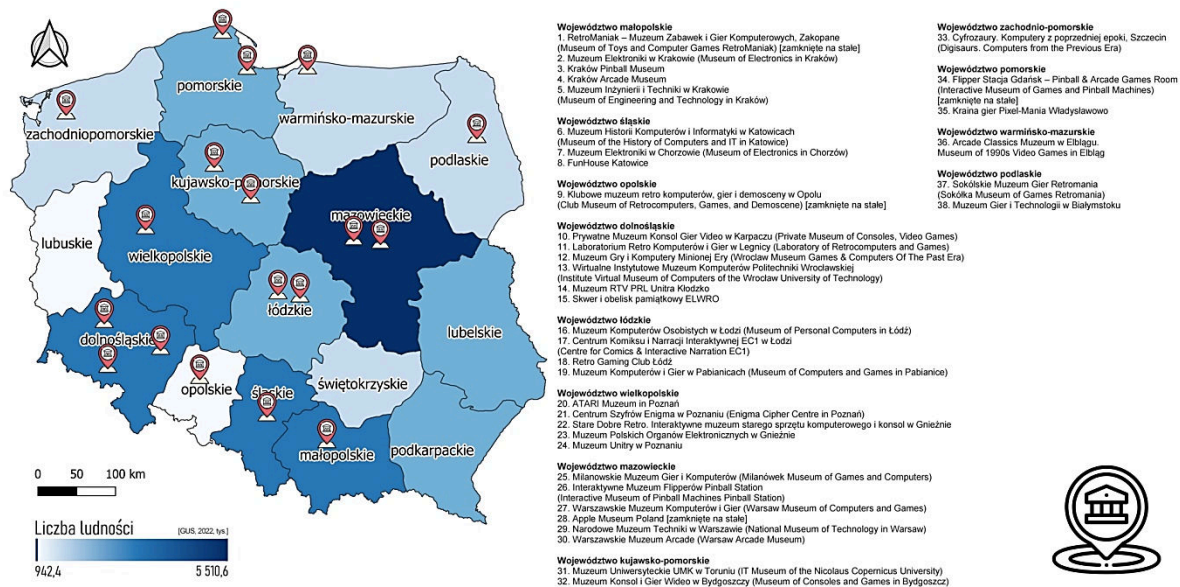 pomorskie
warmińsko-mazurskie
zachodniopomorskie
podlaskie
kujawsko-pomorskie
mazowieckie
lubuskie
wielkopolskie
łódzkie
lubelskie
dolnośląskie
opolskie
śląskie
świętokrzyskie
małopolskie
podkarpackie
0 50 100 km
Liczba ludności [GUS, 2022, tys.]
942,4 5 510,6
Województwo małopolskie
1. RetroManiak – Muzeum Zabawek i Gier Komputerowych, Zakopane
(Museum of Toys and Computer Games RetroManiak) [zamknięte na stałe]
2. Muzeum Elektroniki w Krakowie (Museum of Electronics in Kraków)
3. Kraków Pinball Museum
4. Kraków Arcade Museum
5. Muzeum Inżynierii i Techniki w Krakowie
(Museum of Engineering and Technology in Kraków)
Województwo śląskie
6. Muzeum Historii Komputerów i Informatyki w Katowicach
(Museum of the History of Computers and IT in Katowice)
7. Muzeum Elektroniki w Chorzowie (Museum of Electronics in Chorzów)
8. FunHouse Katowice
Województwo opolskie
9. Klubowe muzeum retro komputerów, gier i demosceny w Opolu
(Club Museum of Retrocomputers, Games, and Demoscene) [zamknięte na stałe]
Województwo dolnośląskie
10. Prywatne Muzeum Konsol Gier Video w Karpaczu (Private Museum of Consoles, Video Games)
11. Laboratorium Retro Komputerów i Gier w Legnicy (Laboratory of Retrocomputers and Games)
12. Muzeum Gry i Komputery Minionej Ery (Wroclaw Museum Games & Computers Of The Past Era)
13. Wirtualne Instytutowe Muzeum Komputerów Politechniki Wrocławskiej
(Institute Virtual Museum of Computers of the Wrocław University of Technology)
14. Muzeum RTV PRL Unitra Kłodzko
15. Skwer i obelisk pamiątkowy ELWRO
Województwo łódzkie
16. Muzeum Komputerów Osobistych w Łodzi (Museum of Personal Computers in Łódź)
17. Centrum Komiksu i Narracji Interaktywnej EC1 w Łodzi
(Centre for Comics & Interactive Narration EC1)
18. Retro Gaming Club Łódź
19. Muzeum Komputerów i Gier w Pabianicach (Museum of Computers and Games in Pabianice)
Województwo wielkopolskie
20. ATARI Museum in Poznań
21. Centrum Szyfrów Enigma w Poznaniu (Enigma Cipher Centre in Poznań)
22. Stare Dobre Retro. Interaktywne muzeum starego sprzętu komputerowego i konsol w Gnieźnie
23. Muzeum Polskich Organów Elektronicznych w Gnieźnie
24. Muzeum Unitry w Poznaniu
Województwo mazowieckie
25. Milanowskie Muzeum Gier i Komputerów (Milanówek Museum of Games and Computers)
26. Interaktywne Muzeum Flipperów Pinball Station
(Interactive Museum of Pinball Machines Pinball Station)
27. Warszawskie Muzeum Komputerów i Gier (Warsaw Museum of Computers and Games)
28. Apple Museum Poland [zamknięte na stałe]
29. Narodowe Muzeum Techniki w Warszawie (National Museum of Technology in Warsaw)
30. Warszawskie Muzeum Arcade (Warsaw Arcade Museum)
Województwo kujawsko-pomorskie
31. Muzeum Uniwersyteckie UMK w Toruniu (IT Museum of the Nicolaus Copernicus University)
32. Muzeum Konsol i Gier Wideo w Bydgoszczy (Museum of Consoles and Games in Bydgoszcz)
Województwo zachodnio-pomorskie
33. Cyfrozaury. Komputery z poprzedniej epoki, Szczecin
(Digisaurs. Computers from the Previous Era)
Województwo pomorskie
34. Flipper Stacja Gdańsk – Pinball & Arcade Games Room
(Interactive Museum of Games and Pinball Machines)
[zamknięte na stałe]
35. Kraina gier Pixel-Mania Władysławowo
Województwo warmińsko-mazurskie
36. Arcade Classics Muzeum w Elblągu.
Museum of 1990s Video Games in Elbląg
Województwo podlaskie
37. Sokólskie Muzeum Gier Retromania
(Sokółka Museum of Games Retromania)
38. Muzeum Gier i Technologii w Białymstoku